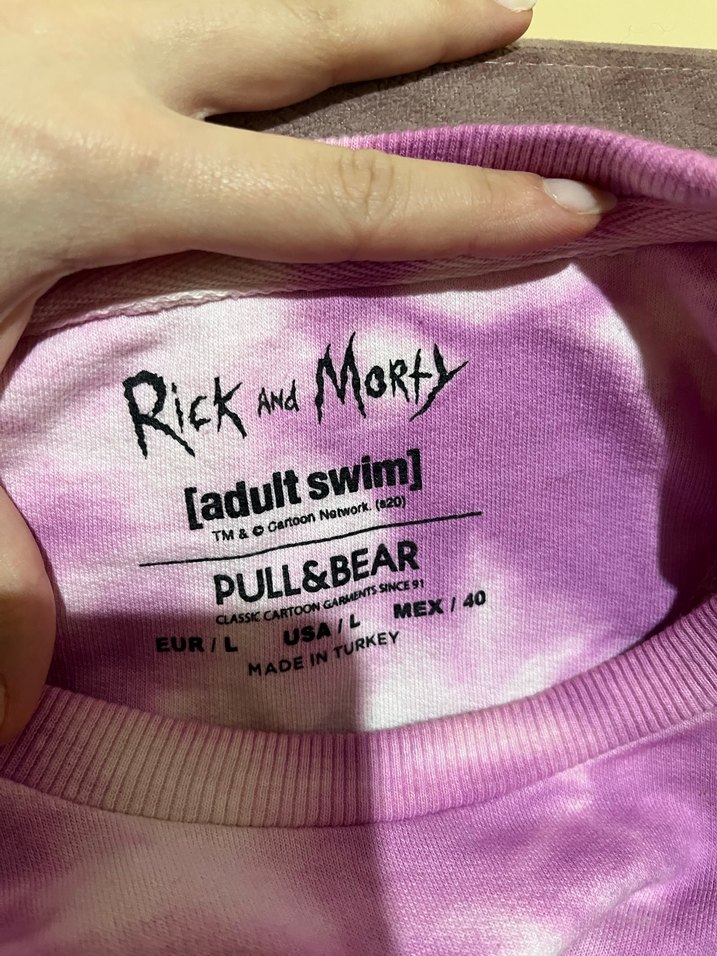 Rick AND MoRty
[adult swim]
TM & © Cartoon Network. (s20)
PULL&BEAR
CLASSIC CARTOON GARMENTS SINCE 91
EUR / L USA / L MEX / 40
MADE IN TURKEY